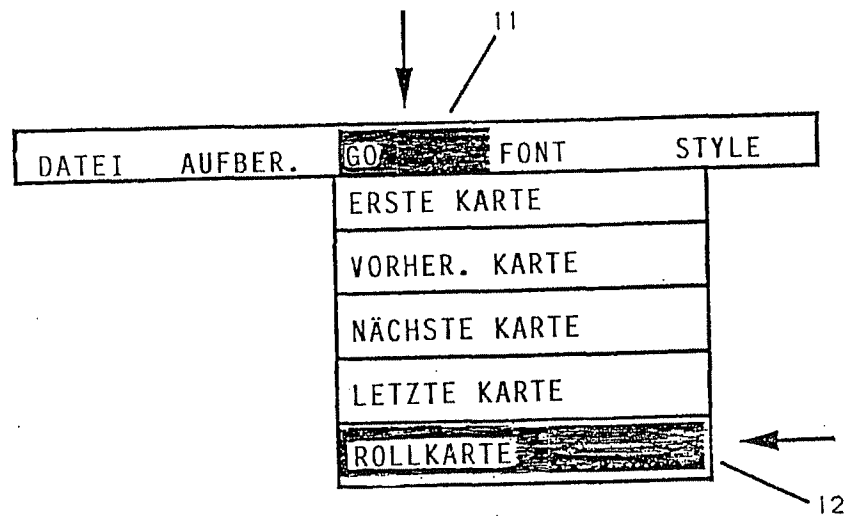 11
DATEI AUFBER. GO FONT STYLE
ERSTE KARTE
VORHER. KARTE
NÄCHSTE KARTE
LETZTE KARTE
ROLLKARTE
12